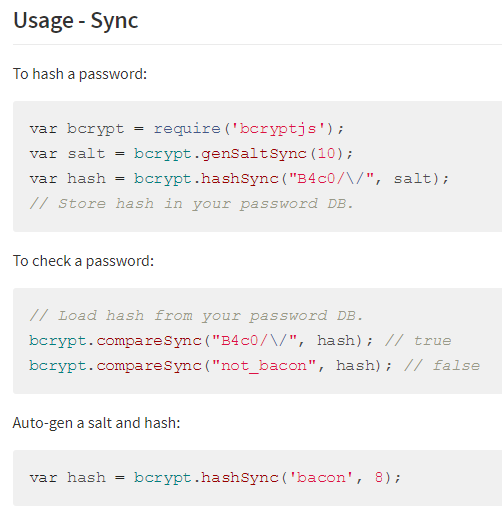 Usage - Sync
To hash a password:
var bcrypt = require('bcryptjs');
var salt = bcrypt.genSaltSync(10);
var hash = bcrypt.hashSync("B4c0/\/", salt);
// Store hash in your password DB.
To check a password:
// Load hash from your password DB.
bcrypt.compareSync("B4c0/\/", hash); // true
bcrypt.compareSync("not_bacon", hash); // false
Auto-gen a salt and hash:
var hash = bcrypt.hashSync('bacon', 8);